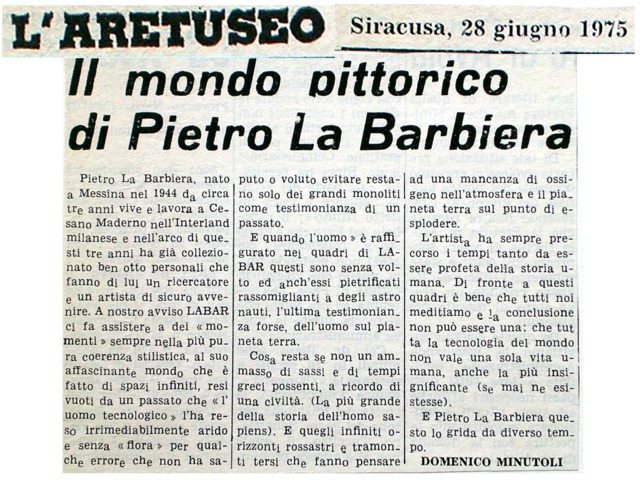 L'ARETUSEO
Siracusa, 28 giugno 1975
Il mondo pittorico
di Pietro La Barbiera
Pietro La Barbiera, nato
a Messina nel 1944 da circa
tre anni vive e lavora a Ce-
sano Maderno nell'Interland
milanese e nell'arco di que-
sti tre anni ha già collezio-
nato ben otto personali che
fanno di lui un ricercatore
e un artista di sicuro avve-
nire. A nostro avviso LABAR
ci fa assistere a dei «mo-
menti» sempre nella più pu-
ra coerenza stilistica, al suo
affascinante mondo che è
fatto di spazi infiniti, resi
vuoti da un passato che «l'
uomo tecnologico» l'ha re-
so irrimediabilmente arido
e senza «flora» per qual-
che errore che non ha sa-
puto o voluto evitare resta-
no solo dei grandi monoliti
come testimonianza di un
passato.
E quando l'uomo» è raffi-
gurato nei quadri di LA-
BAR questi sono senza vol-
to ed anch'essi pietrificati
rassomiglianti a degli astro
nauti, l'ultima testimonian-
za forse, dell'uomo sul pia-
neta terra.
Cosa resta se non un am-
masso di sassi e di tempi
greci possenti, a ricordo di
una civiltà. (La più grande
della storia dell'homo sa-
piens). E quegli infiniti o-
rizzonti rossastri e tramon-
ti tersi che fanno pensare
ad una mancanza di ossi-
geno nell'atmosfera e il pia-
neta terra sul punto di e-
splodere.
L'artista ha sempre pre-
corso i tempi tanto da es-
sere profeta della storia u-
mana. Di fronte a questi
quadri è bene che tutti noi
meditiamo e la conclusione
non può essere una: che tut
ta la tecnologia del mondo
non vale una sola vita u-
mana, anche la più insi-
gnificante (se mai ne esi-
stesse).
E Pietro La Barbiera que-
sto lo grida da diverso tem-
po.
DOMENICO MINUTOLI